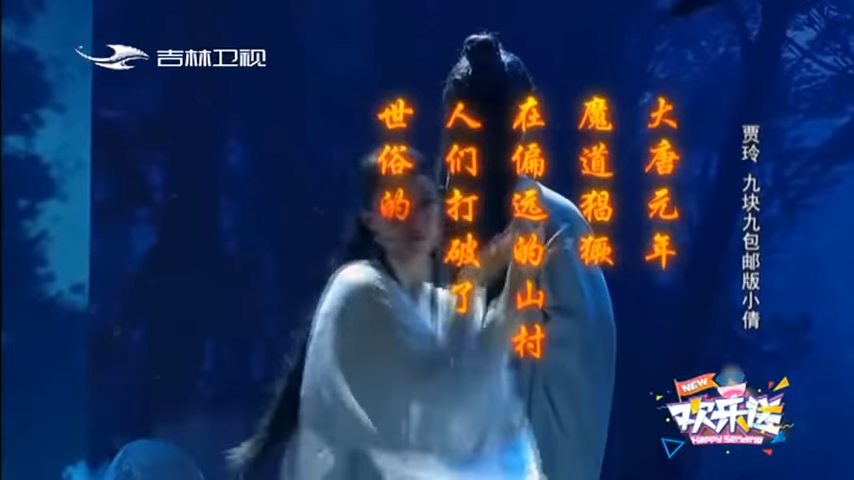 吉林卫视
大唐元年
魔道猖獗
在偏远的山村
人们打破了
世俗的
贾玲 九块九包邮版小倩
NEW
欢乐送
Happy Sending